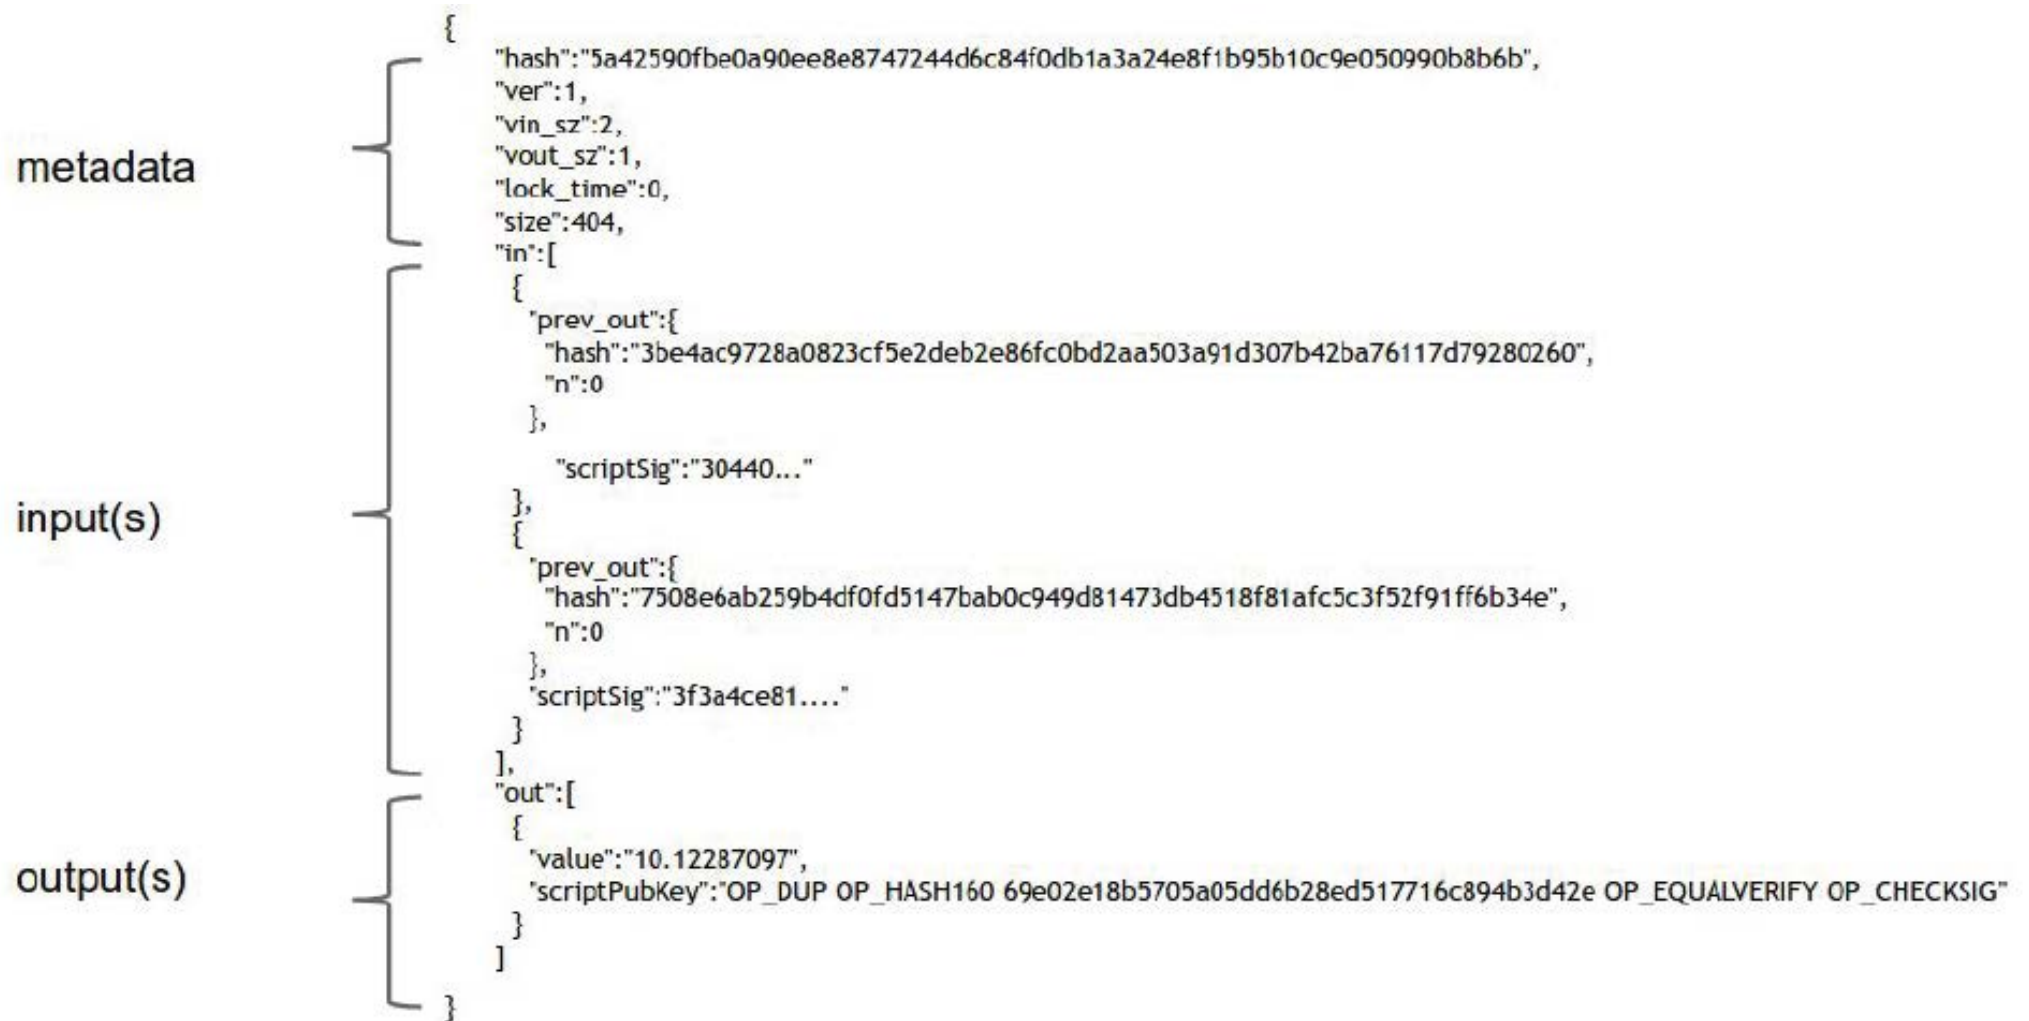 {
"hash":"5a42590fbe0a90ee8e8747244d6c84f0db1a3a24e8f1b95b10c9e050990b8b6b",
"ver":1,
"vin_sz":2,
"vout_sz":1,
metadata
"lock_time":0,
"size":404,
"in":[
{
"prev_out":{
"hash":"3be4ac9728a0823cf5e2deb2e86fc0bd2aa503a91d307b42ba76117d79280260",
"n":0
},
"scriptSig":"30440..."
},
input(s)
{
"prev_out":{
"hash":"7508e6ab259b4df0fd5147bab0c949d81473db4518f81afc5c3f52f91ff6b34e",
"n":0
},
"scriptSig":"3f3a4ce81...."
}
],
"out":[
{
"value":"10.12287097",
output(s)
"scriptPubKey":"OP_DUP OP_HASH160 69e02e18b5705a05dd6b28ed517716c894b3d42e OP_EQUALVERIFY OP_CHECKSIG"
}
]
}